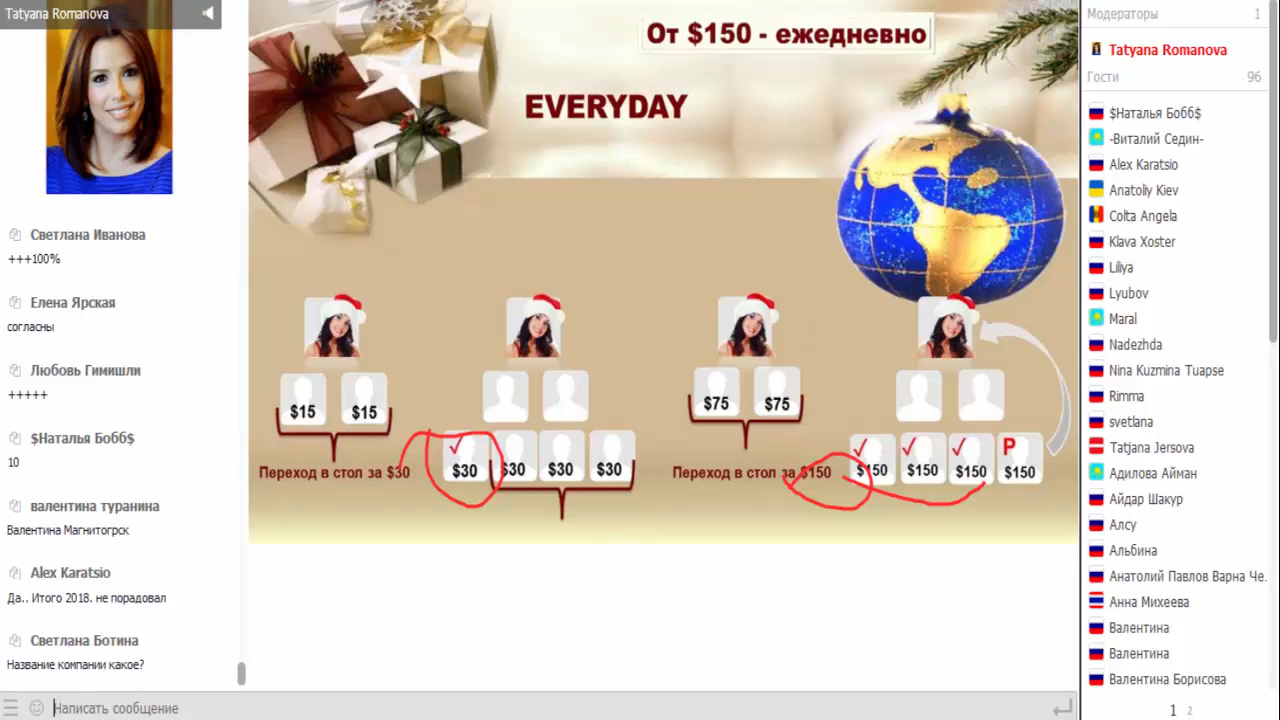 Tatyana Romanova
Светлана Иванова
+++100%
Елена Ярская
согласны
Любовь Гимишли
+++++
$Наталья Бобб$
10
валентина туранина
Валентина Магнитогрск
Alex Karatsio
Да.. Итого 2018. не порадовал
Светлана Ботина
Название компании какое?
Написать сообщение
От $150 - ежедневно
EVERYDAY
$15 $15
Переход в стол за $30
$30 $30 $30 $30
$75 $75
Переход в стол за $150
P
$150 $150 $150 $150
Модераторы 1
Tatyana Romanova
Гости 96
$Наталья Бобб$
-Виталий Седин-
Alex Karatsio
Anatoliy Kiev
Colta Angela
Klava Xoster
Liliya
Lyubov
Maral
Nadezhda
Nina Kuzmina Tuapse
Rimma
svetlana
Tatjana Jersova
Адилова Айман
Айдар Шакур
Алсу
Альбина
Анатолий Павлов Варна Че.
Анна Михеева
Валентина
Валентина
Валентина Борисова
1 2